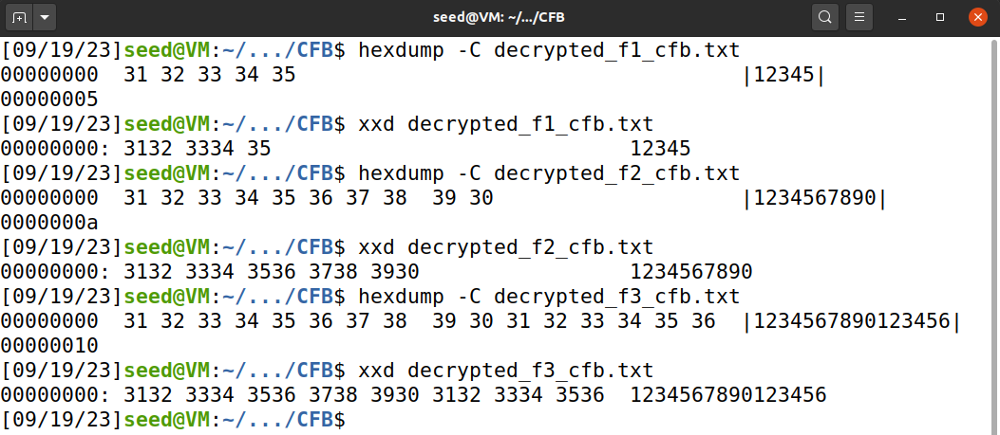 seed@VM: ~/.../CFB
[09/19/23]seed@VM:~/.../CFB$ hexdump -C decrypted_f1_cfb.txt
00000000  31 32 33 34 35                                    |12345|
00000005
[09/19/23]seed@VM:~/.../CFB$ xxd decrypted_f1_cfb.txt
00000000: 3132 3334 35                             12345
[09/19/23]seed@VM:~/.../CFB$ hexdump -C decrypted_f2_cfb.txt
00000000  31 32 33 34 35 36 37 38  39 30                    |1234567890|
0000000a
[09/19/23]seed@VM:~/.../CFB$ xxd decrypted_f2_cfb.txt
00000000: 3132 3334 3536 3738 3930                 1234567890
[09/19/23]seed@VM:~/.../CFB$ hexdump -C decrypted_f3_cfb.txt
00000000  31 32 33 34 35 36 37 38  39 30 31 32 33 34 35 36  |1234567890123456|
00000010
[09/19/23]seed@VM:~/.../CFB$ xxd decrypted_f3_cfb.txt
00000000: 3132 3334 3536 3738 3930 3132 3334 3536  1234567890123456
[09/19/23]seed@VM:~/.../CFB$